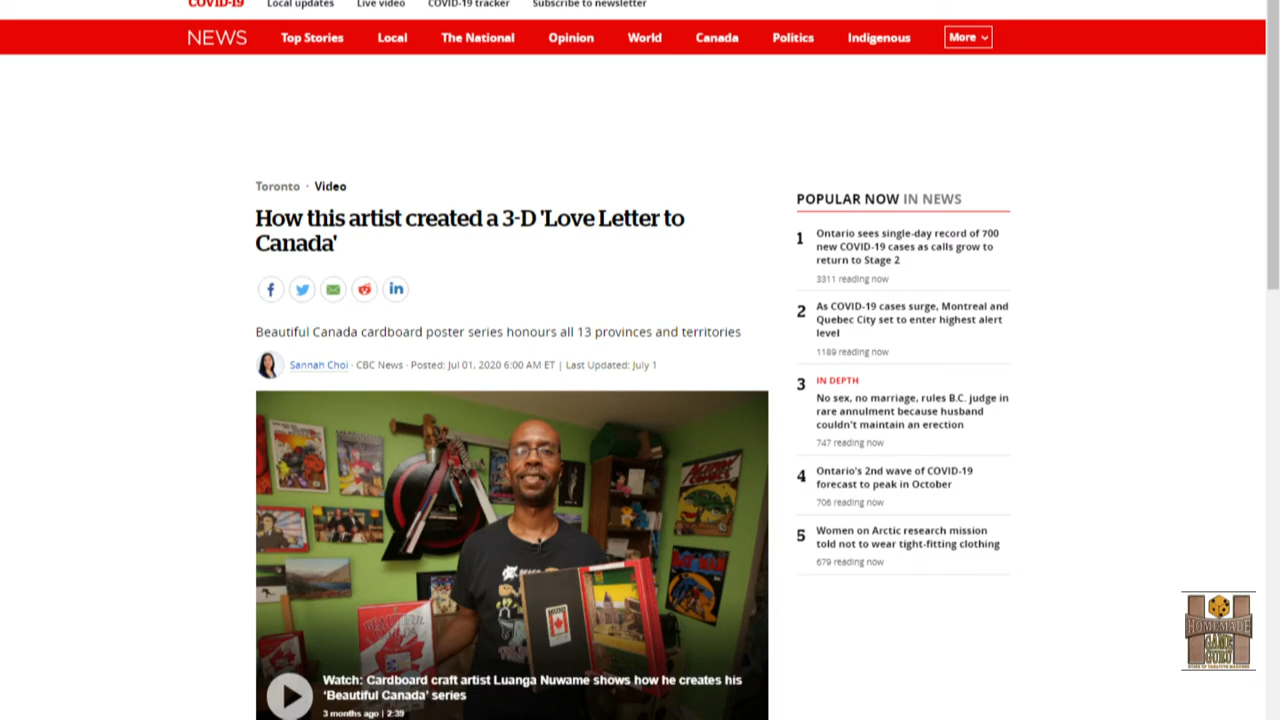 COVID-19 Local updates Live video COVID-19 tracker Subscribe to newsletter
NEWS Top Stories Local The National Opinion World Canada Politics Indigenous More
Toronto · Video
How this artist created a 3-D 'Love Letter to
Canada'
Beautiful Canada cardboard poster series honours all 13 provinces and territories
Sannah Choi · CBC News · Posted: Jul 01, 2020 6:00 AM ET | Last Updated: July 1
BEAUTIFUL
Watch: Cardboard craft artist Luanga Nuwame shows how he creates his
'Beautiful Canada' series
3 months ago | 2:39
POPULAR NOW IN NEWS
1 Ontario sees single-day record of 700
new COVID-19 cases as calls grow to
return to Stage 2
3311 reading now
2 As COVID-19 cases surge, Montreal and
Quebec City set to enter highest alert
level
1189 reading now
3 IN DEPTH
No sex, no marriage, rules B.C. judge in
rare annulment because husband
couldn't maintain an erection
747 reading now
4 Ontario's 2nd wave of COVID-19
forecast to peak in October
706 reading now
5 Women on Arctic research mission
told not to wear tight-fitting clothing
679 reading now
HOMEMADE
GAME
GURU